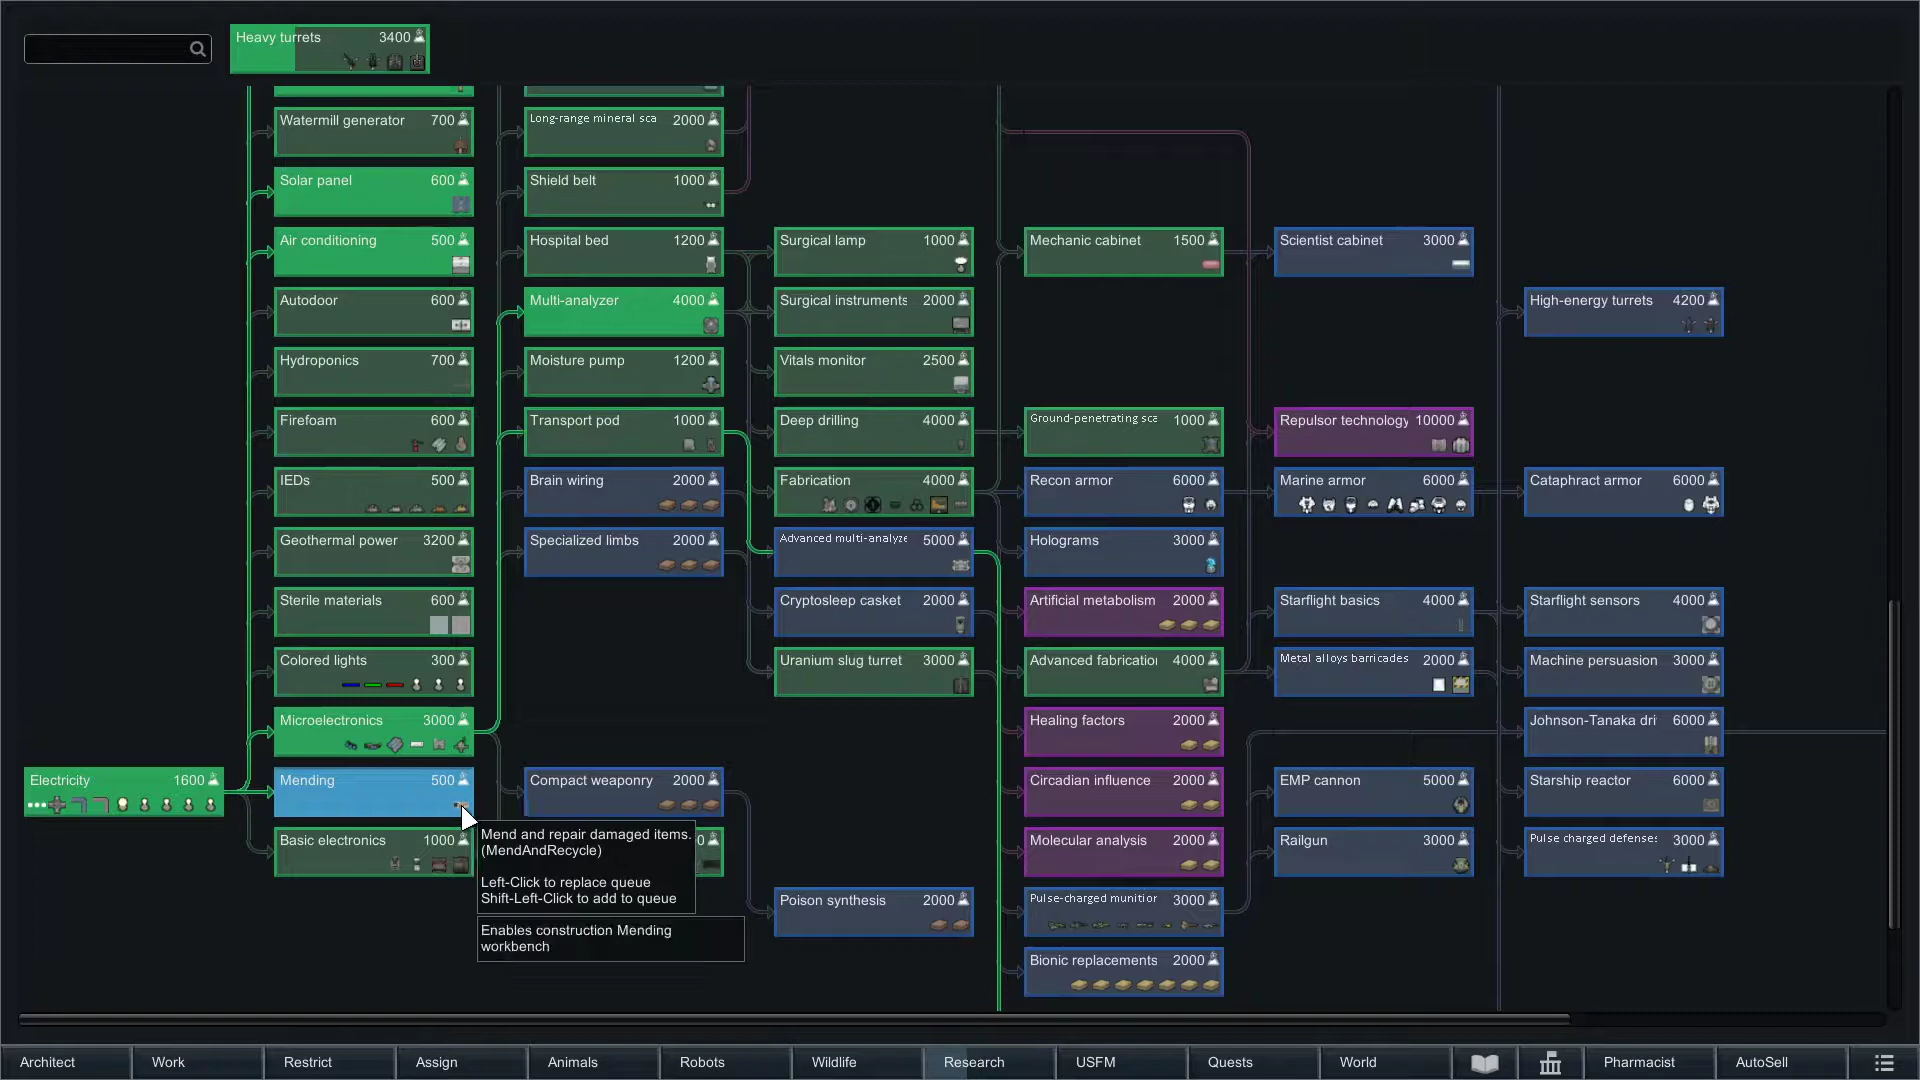 Heavy turrets 3400
Watermill generator 700
Long-range mineral sca 2000
Solar panel 600
Shield belt 1000
Air conditioning 500
Hospital bed 1200
Surgical lamp 1000
Mechanic cabinet 1500
Scientist cabinet 3000
Autodoor 600
Multi-analyzer 4000
Surgical instruments 2000
High-energy turrets 4200
Hydroponics 700
Moisture pump 1200
Vitals monitor 2500
Firefoam 600
Transport pod 1000
Deep drilling 4000
Ground-penetrating sca 1000
Repulsor technology 10000
IEDs 500
Brain wiring 2000
Fabrication 4000
Recon armor 6000
Marine armor 6000
Cataphract armor 6000
Geothermal power 3200
Specialized limbs 2000
Advanced multi-analyze 5000
Holograms 3000
Sterile materials 600
Cryptosleep casket 2000
Artificial metabolism 2000
Starflight basics 4000
Starflight sensors 4000
Colored lights 300
Uranium slug turret 3000
Advanced fabricatio 4000
Metal alloys barricades 2000
Machine persuasion 3000
Microelectronics 3000
Healing factors 2000
Johnson-Tanaka dri 6000
Electricity 1600
Mending 500
Compact weaponry 2000
Circadian influence 2000
EMP cannon 5000
Starship reactor 6000
Basic electronics 1000
Mend and repair damaged items.
(MendAndRecycle)
Left-Click to replace queue
Shift-Left-Click to add to queue
Enables construction Mending
workbench
0
Molecular analysis 2000
Railgun 3000
Pulse charged defenses 3000
Poison synthesis 2000
Pulse-charged munition 3000
Bionic replacements 2000
Architect Work Restrict Assign Animals Robots Wildlife Research USFM Quests World Pharmacist AutoSell